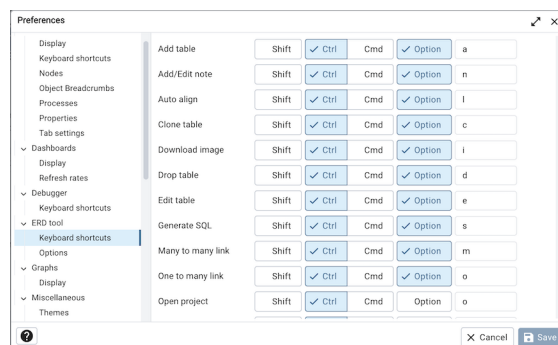 Preferences
Display
Keyboard shortcuts
Nodes
Object Breadcrumbs
Processes
Properties
Tab settings
Dashboards
Display
Refresh rates
Debugger
Keyboard shortcuts
ERD tool
Keyboard shortcuts
Options
Graphs
Display
Miscellaneous
Themes
Add table Shift Ctrl Cmd Option a
Add/Edit note Shift Ctrl Cmd Option n
Auto align Shift Ctrl Cmd Option l
Clone table Shift Ctrl Cmd Option c
Download image Shift Ctrl Cmd Option i
Drop table Shift Ctrl Cmd Option d
Edit table Shift Ctrl Cmd Option e
Generate SQL Shift Ctrl Cmd Option s
Many to many link Shift Ctrl Cmd Option m
One to many link Shift Ctrl Cmd Option o
Open project Shift Ctrl Cmd Option o
? Cancel Save